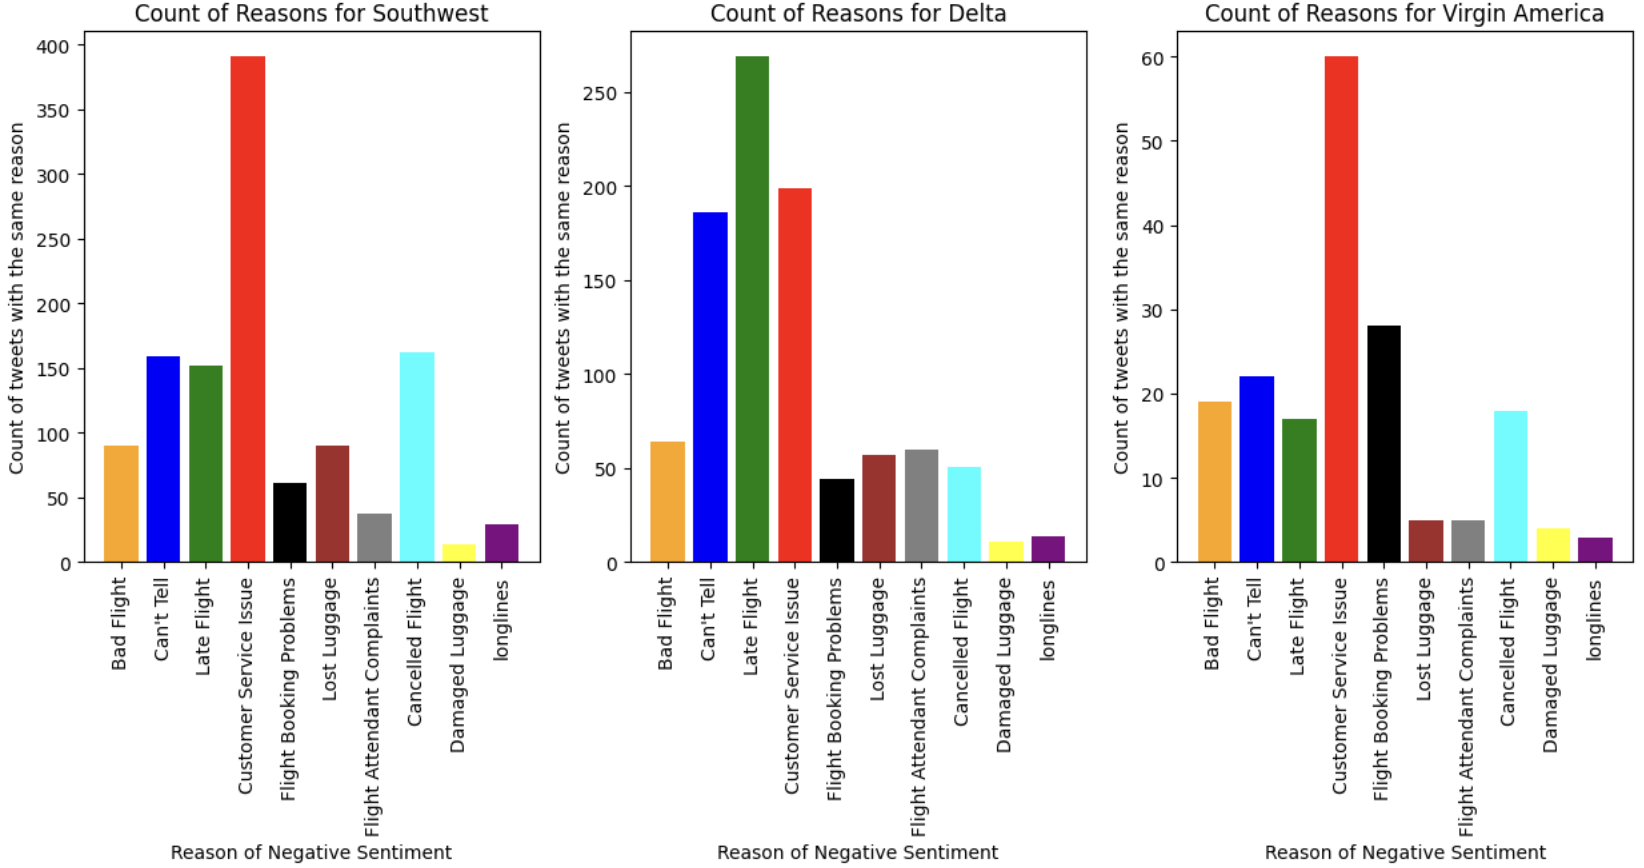 Count of Reasons for Southwest
Count of tweets with the same reason
400
350
300
250
200
150
100
50
0
Bad Flight
Can't Tell
Late Flight
Customer Service Issue
Flight Booking Problems
Lost Luggage
Flight Attendant Complaints
Cancelled Flight
Damaged Luggage
longlines
Reason of Negative Sentiment
Count of Reasons for Delta
Count of tweets with the same reason
250
200
150
100
50
0
Bad Flight
Can't Tell
Late Flight
Customer Service Issue
Flight Booking Problems
Lost Luggage
Flight Attendant Complaints
Cancelled Flight
Damaged Luggage
longlines
Reason of Negative Sentiment
Count of Reasons for Virgin America
Count of tweets with the same reason
60
50
40
30
20
10
0
Bad Flight
Can't Tell
Late Flight
Customer Service Issue
Flight Booking Problems
Lost Luggage
Flight Attendant Complaints
Cancelled Flight
Damaged Luggage
longlines
Reason of Negative Sentiment